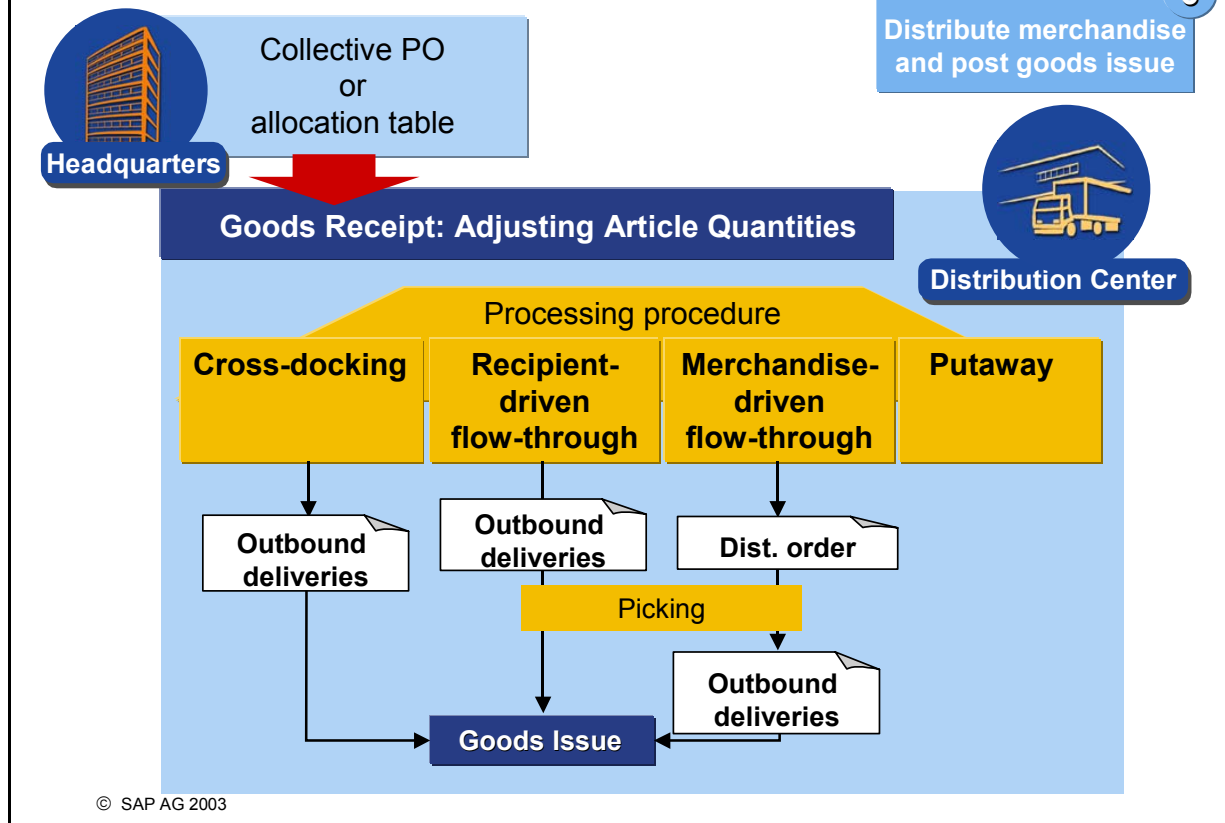 Collective PO
or
allocation table
Headquarters
Distribute merchandise
and post goods issue
Goods Receipt: Adjusting Article Quantities
Distribution Center
Processing procedure
Cross-docking
Recipient-
driven
flow-through
Merchandise-
driven
flow-through
Putaway
Outbound
deliveries
Outbound
deliveries
Dist. order
Picking
Outbound
deliveries
Goods Issue
© SAP AG 2003